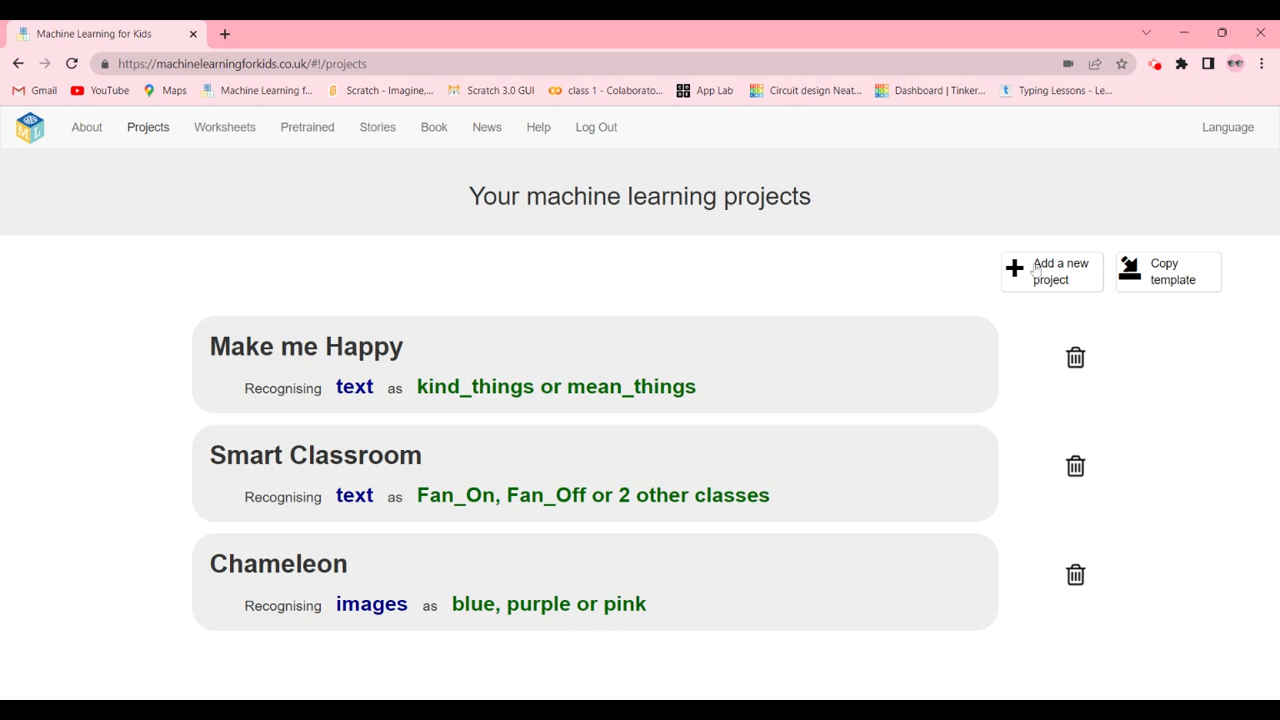 Machine Learning for Kids
https://machinelearningforkids.co.uk/#!/projects
Gmail YouTube Maps Machine Learning f... Scratch - Imagine,... Scratch 3.0 GUI class 1 - Colaborato... App Lab Circuit design Neat... Dashboard | Tinker... Typing Lessons - Le...
About Projects Worksheets Pretrained Stories Book News Help Log Out Language
Your machine learning projects
Add a new
project
Copy
template
Make me Happy
Recognising text as kind_things or mean_things
Smart Classroom
Recognising text as Fan_On, Fan_Off or 2 other classes
Chameleon
Recognising images as blue, purple or pink